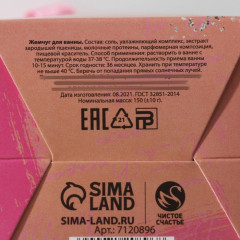 Жемчуг для ванны.
Состав: соль, увлажняющий комплекс, экстракт
зародышей пшеницы, молочные протеины, парфюмерная композиция,
пищевой краситель. Способ применения: растворить в ванне с
температурой воды 37-38 °С. Продолжительность приема ванны
10-15 минут. Срок годности: 36 месяцев. Хранить при температуре
не выше 40 °С. Беречь от попадания прямых солнечных лучей.
Дата изготовления: 08.2021, ГОСТ 32851-2014
Номинальная масса: 150 (±10 г)
EAC
21
PP
SIMA
LAND
SIMA-LAND.RU
ЧИСТОЕ
СЧАСТЬЕ
Арт.: 7120896